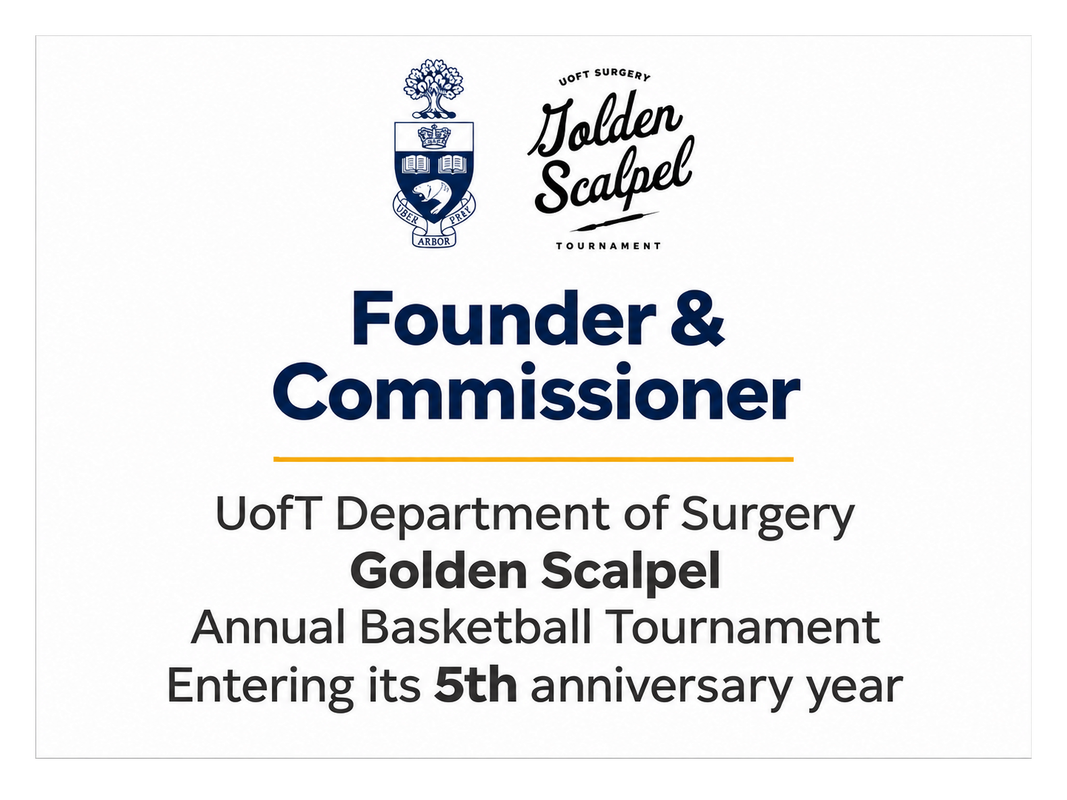 UBER
PREY
ARBOR
UOFT SURGERY
Golden
Scalpel
TOURNAMENT
Founder &
Commissioner
UofT Department of Surgery
Golden Scalpel
Annual Basketball Tournament
Entering its 5th anniversary year